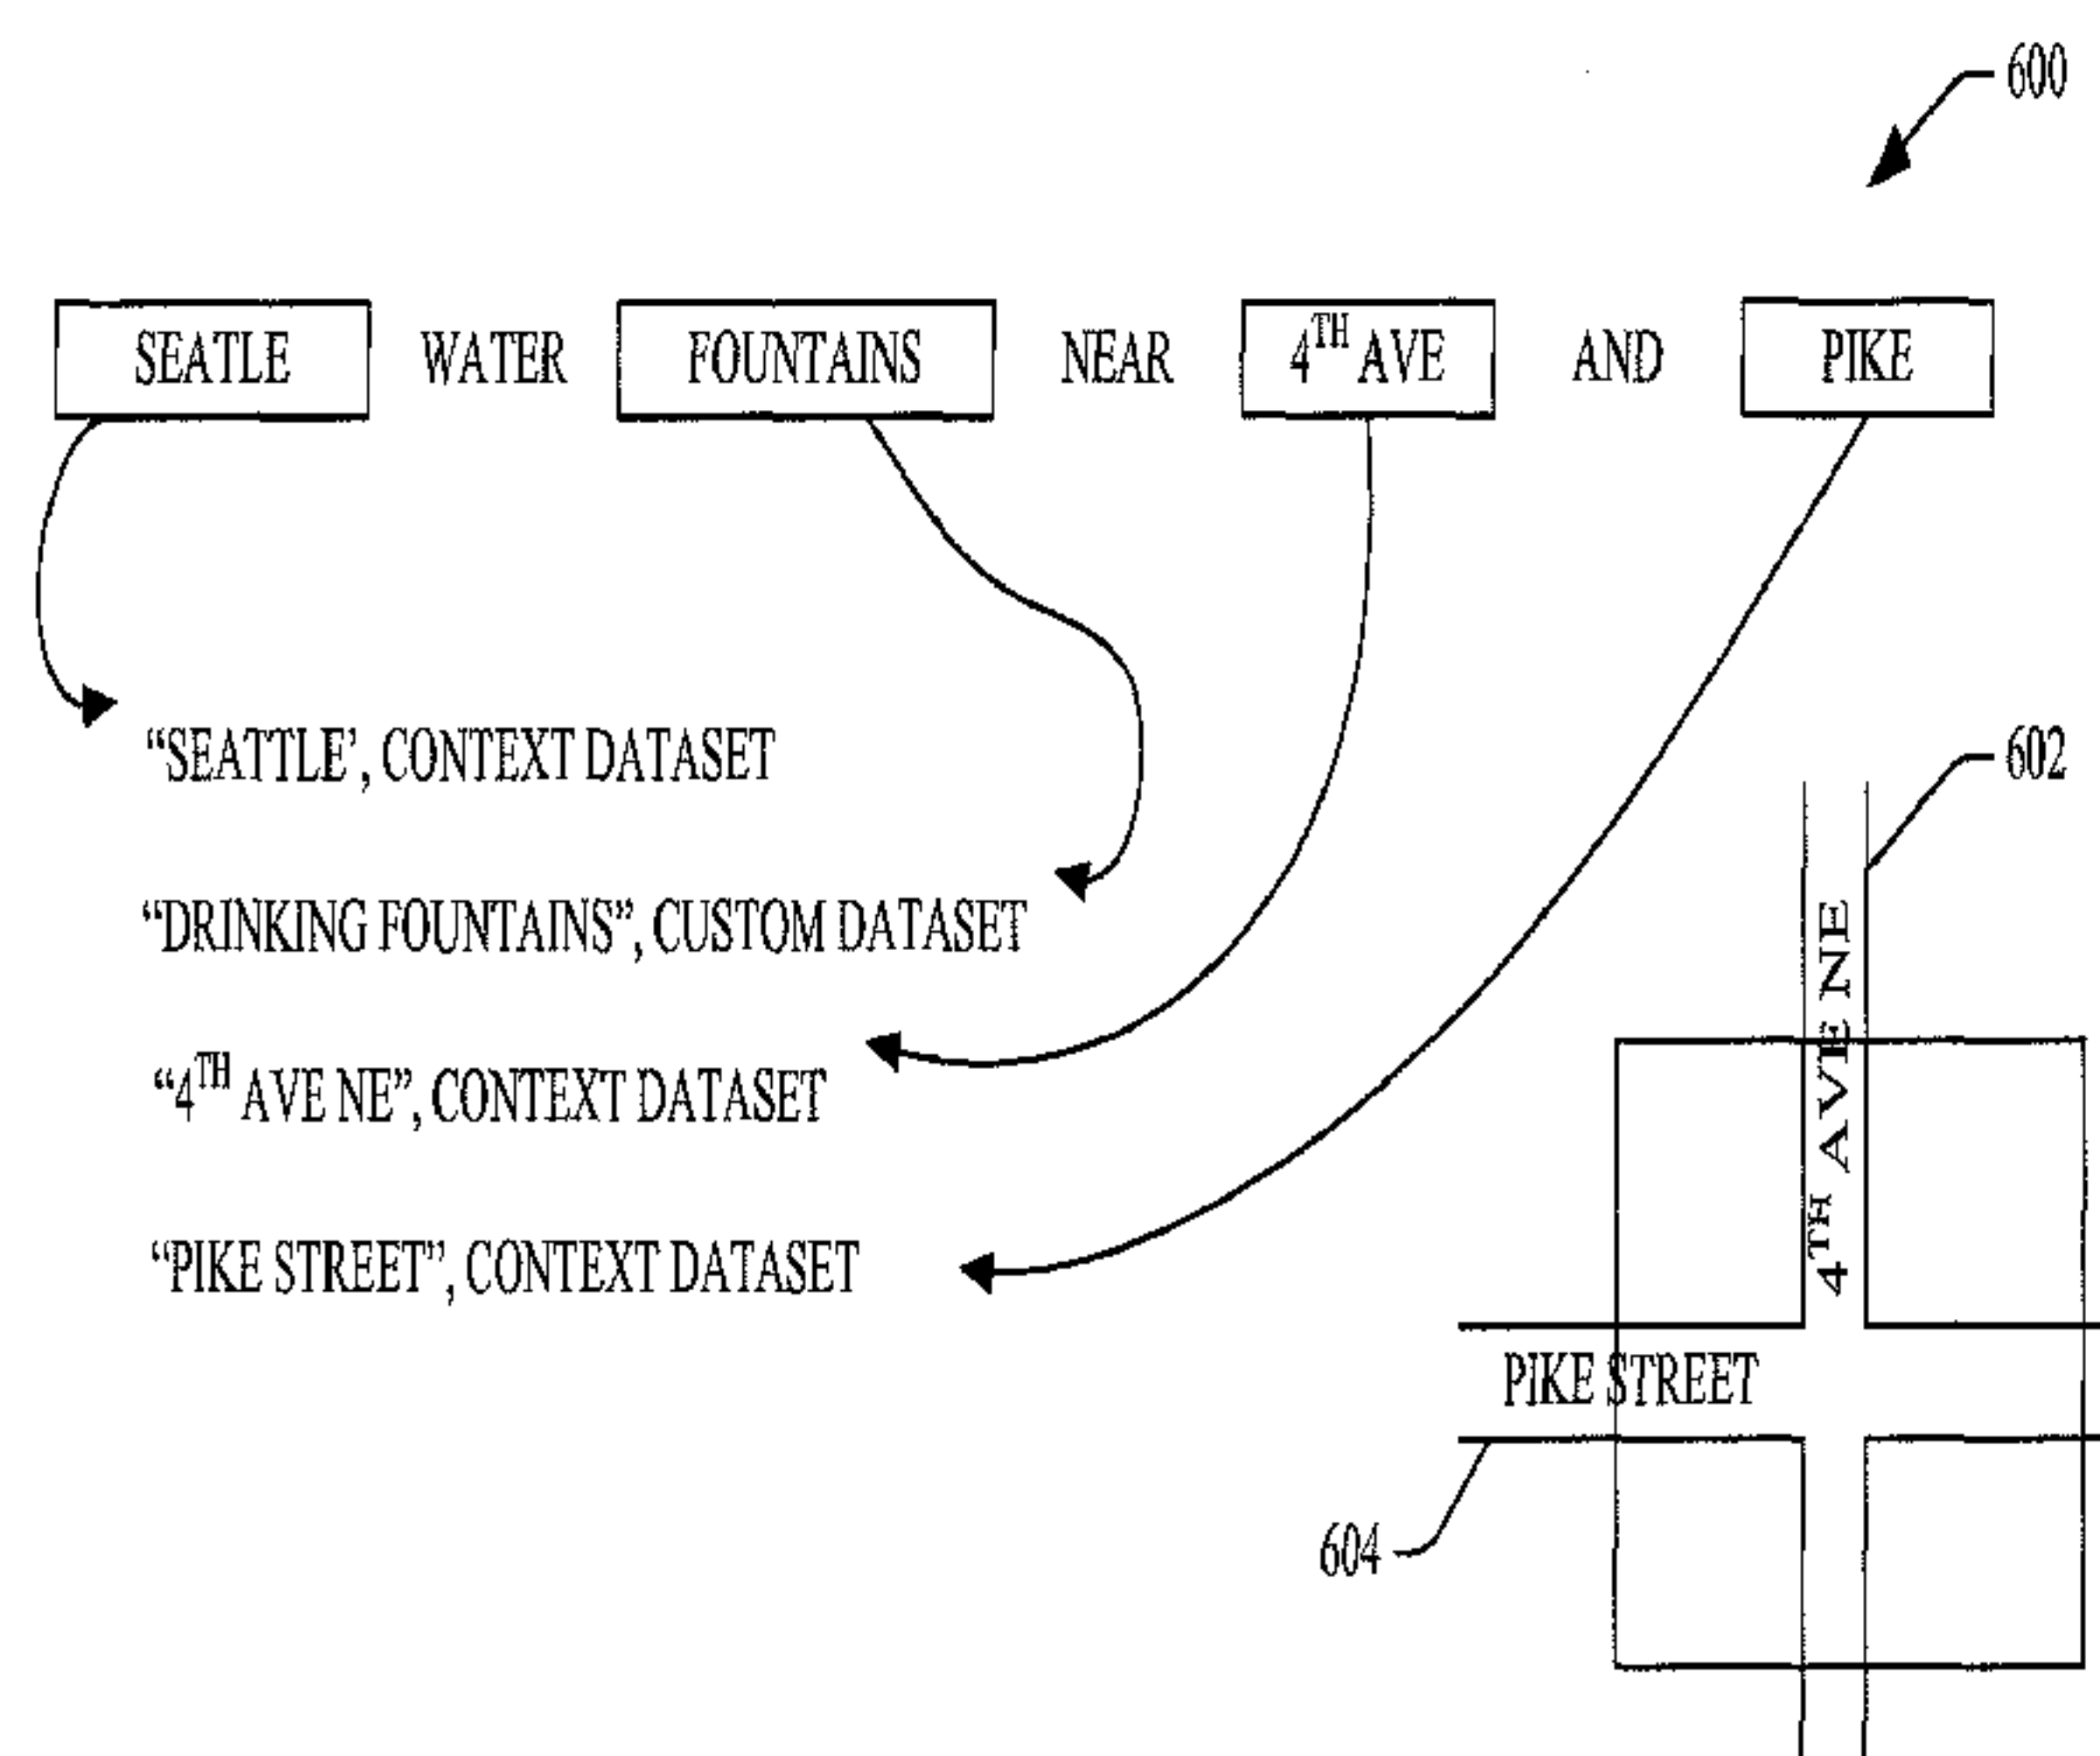 600
SEATLE WATER FOUNTAINS NEAR 4TH AVE AND PIKE
“SEATTLE’, CONTEXT DATASET
602
“DRINKING FOUNTAINS”, CUSTOM DATASET
4TH AVE NE
“4TH AVE NE”, CONTEXT DATASET
“PIKE STREET”, CONTEXT DATASET
PIKE STREET
604